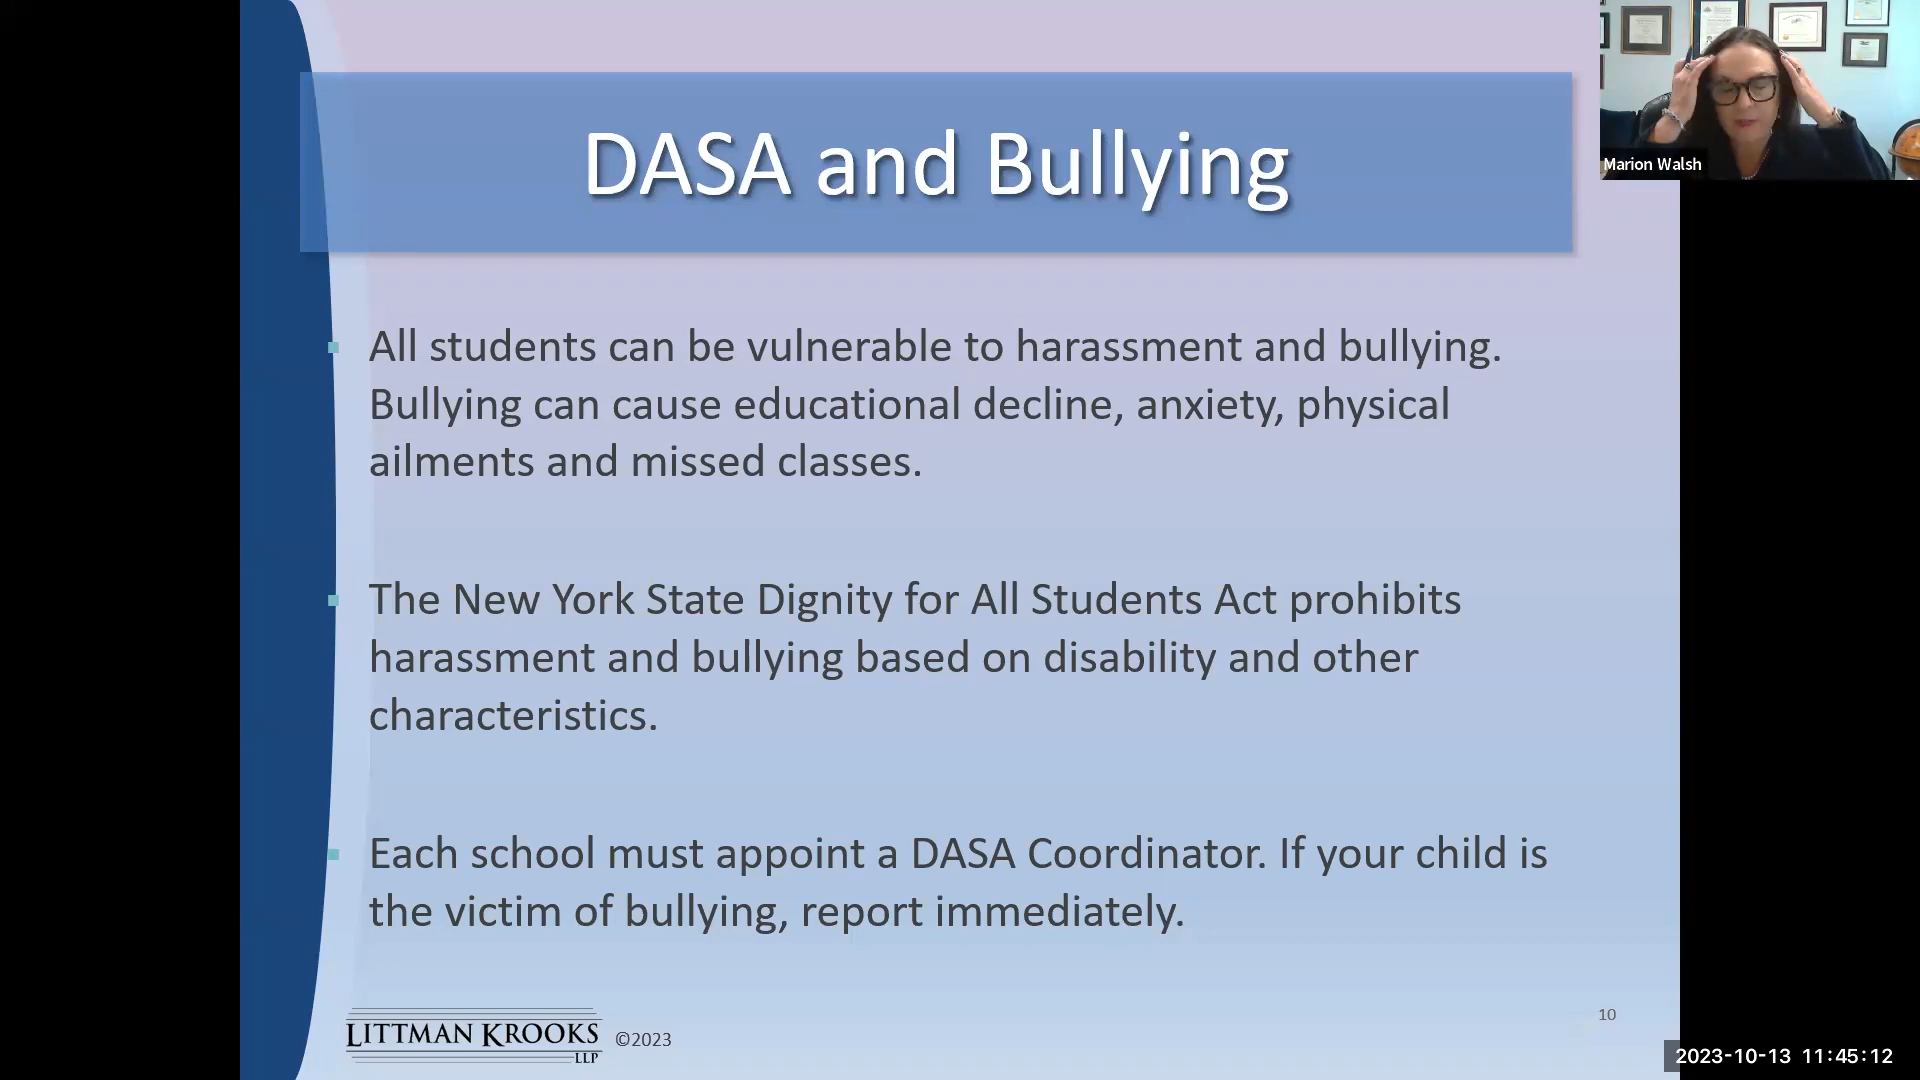 DASA and Bullying
Marion Walsh
All students can be vulnerable to harassment and bullying.
Bullying can cause educational decline, anxiety, physical
ailments and missed classes.
The New York State Dignity for All Students Act prohibits
harassment and bullying based on disability and other
characteristics.
Each school must appoint a DASA Coordinator. If your child is
the victim of bullying, report immediately.
LITTMAN KROOKS
LLP
©2023
10
2023-10-13 11:45:12